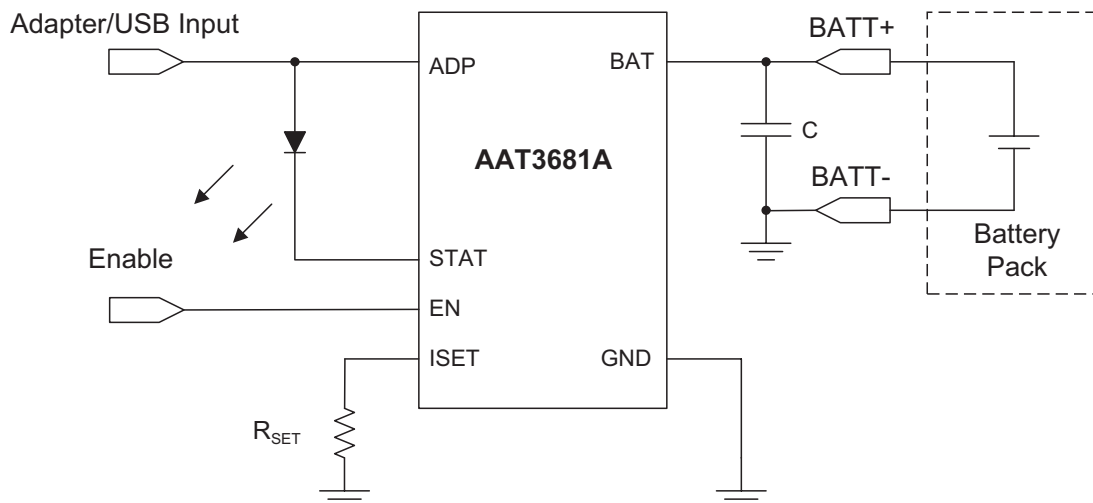 Adapter/USB Input
BATT+
ADP
BAT
C
AAT3681A
BATT-
Enable
STAT
Battery
Pack
EN
ISET
GND
RSET